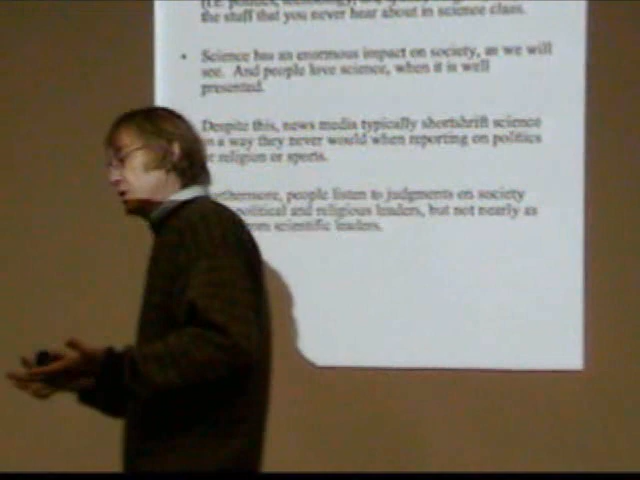 the stuff that you never hear about in science class.
• Science has an enormous impact on society, as we will
see. And people love science, when it is well
presented.
Despite this, news media typically shortshrift science
n a way they never would when reporting on politics
r religion or sports.
thermore, people listen to judgments on society
political and religious leaders, but not nearly as
om scientific leaders.